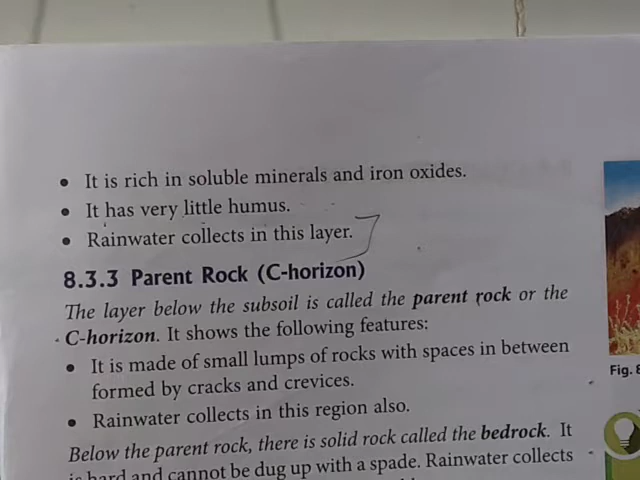 • It is rich in soluble minerals and iron oxides.
• It has very little humus.
• Rainwater collects in this layer.
8.3.3 Parent Rock (C-horizon)
The layer below the subsoil is called the parent rock or the
C-horizon. It shows the following features:
• It is made of small lumps of rocks with spaces in between
formed by cracks and crevices.
• Rainwater collects in this region also.
Below the parent rock, there is solid rock called the bedrock. It
is hard and cannot be dug up with a spade. Rainwater collects
Fig. 8